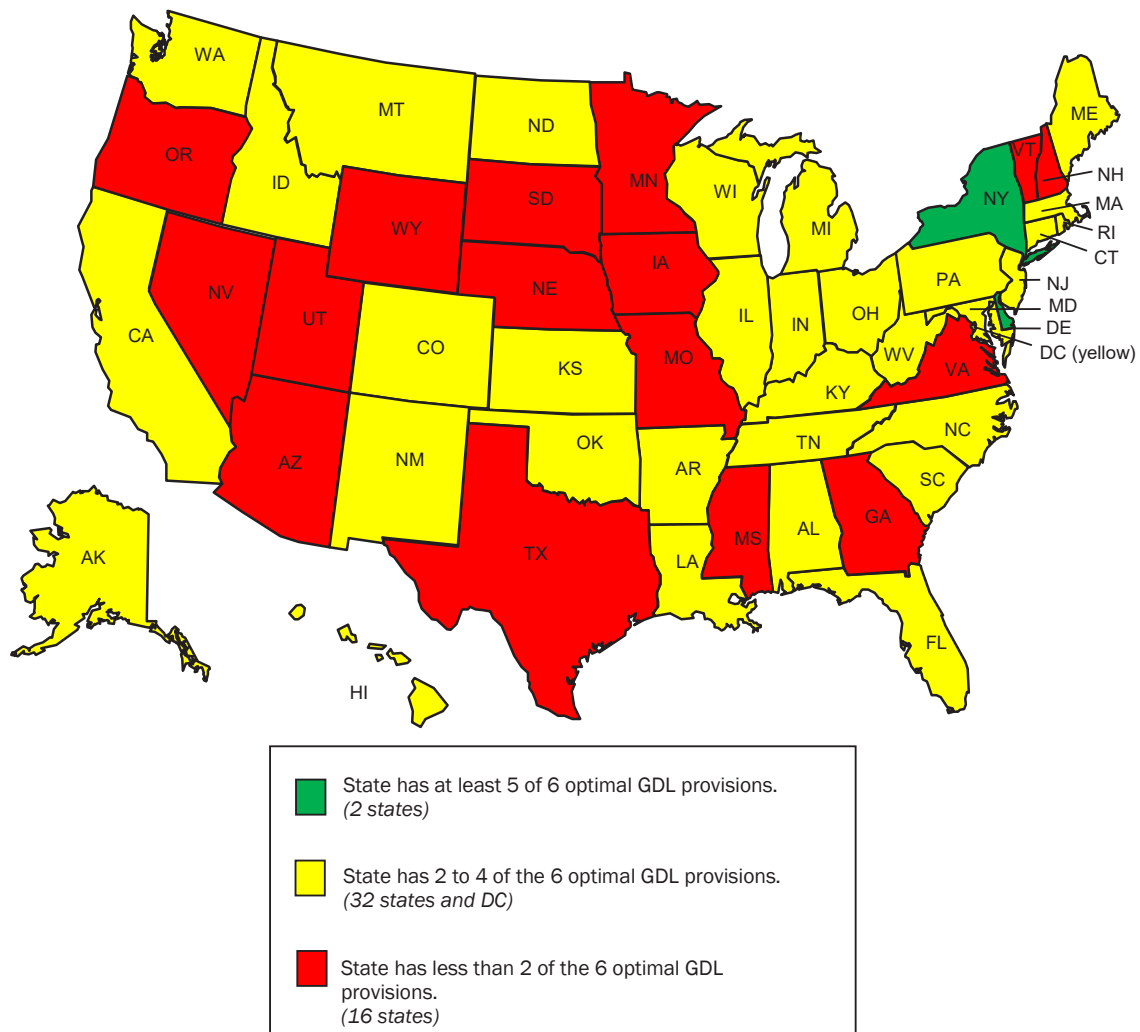 WA
MT
ND
ME
OR
ID
MN
VT
NH
SD
WI
NY
MA
WY
MI
RI
CT
IA
PA
NJ
NE
MD
NV
OH
DE
UT
IL
IN
DC (yellow)
CA
CO
WV
KS
MO
VA
KY
NC
TN
OK
AZ
NM
AR
SC
MS
AL
GA
AK
TX
LA
FL
HI
State has at least 5 of 6 optimal GDL provisions.
(2 states)
State has 2 to 4 of the 6 optimal GDL provisions.
(32 states and DC)
State has less than 2 of the 6 optimal GDL
provisions.
(16 states)